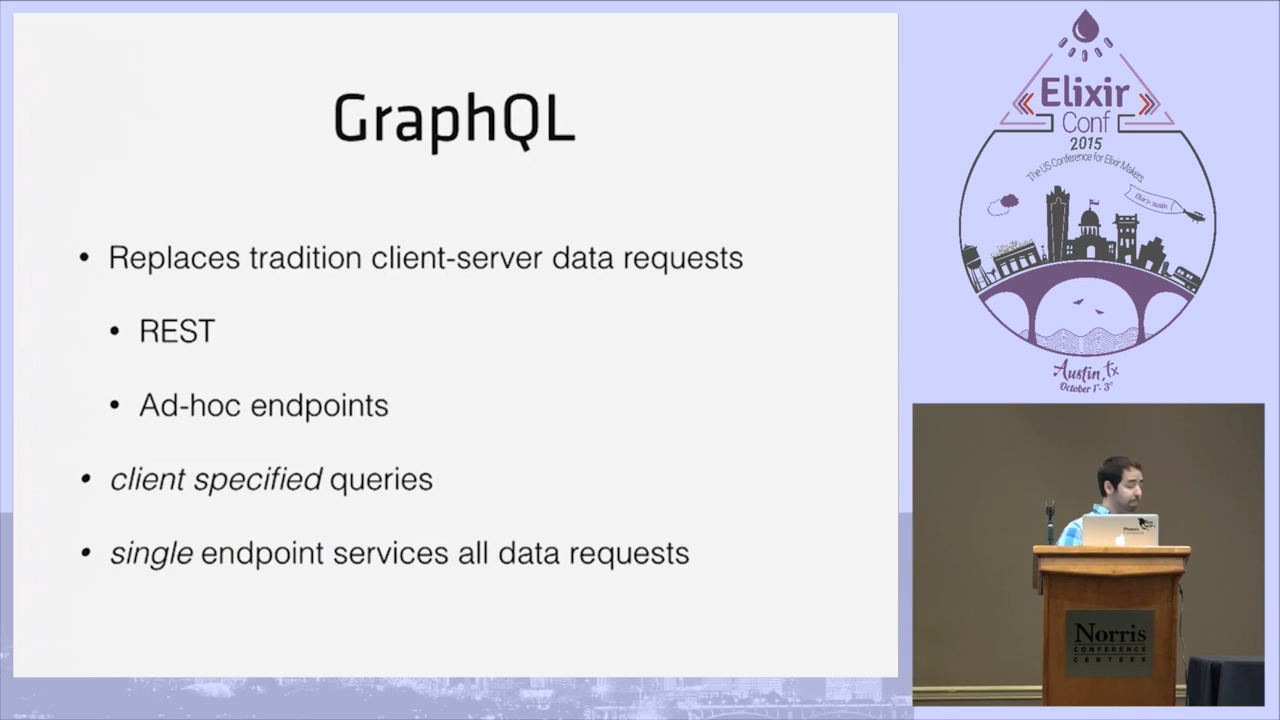 GraphQL
• Replaces tradition client-server data requests
• REST
• Ad-hoc endpoints
• client specified queries
• single endpoint services all data requests
Elixir
Conf
2015
The US Conference for Elixir Makers
Austin, tx
October 1st - 3rd
Phoenix
Norris
CONFERENCE
CENTERS